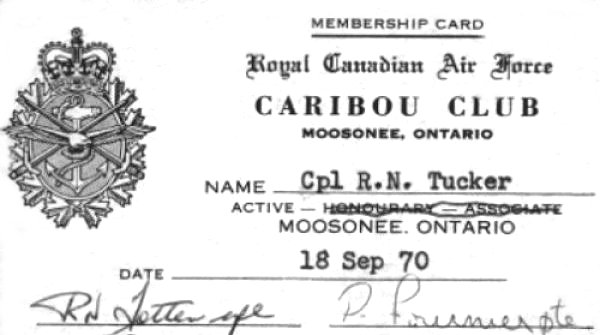 MEMBERSHIP CARD
Royal Canadian Air Force
CARIBOU CLUB
MOOSONEE, ONTARIO
NAME Cpl R.N. Tucker
ACTIVE — HONOURARY — ASSOCIATE
MOOSONEE. ONTARIO
DATE 18 Sep 70